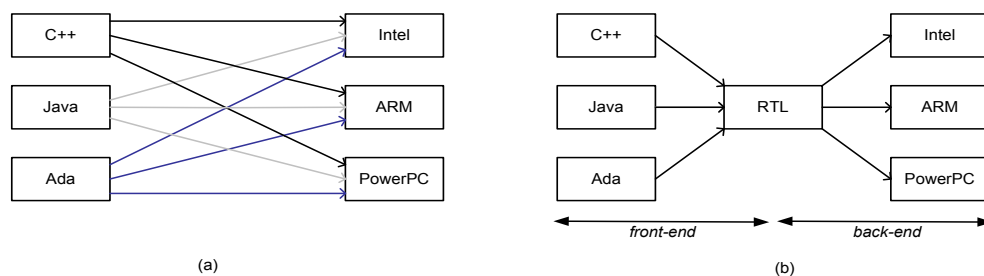 C++
Intel
Java
ARM
Ada
PowerPC
(a)
C++
Intel
Java
RTL
ARM
Ada
PowerPC
front-end
back-end
(b)